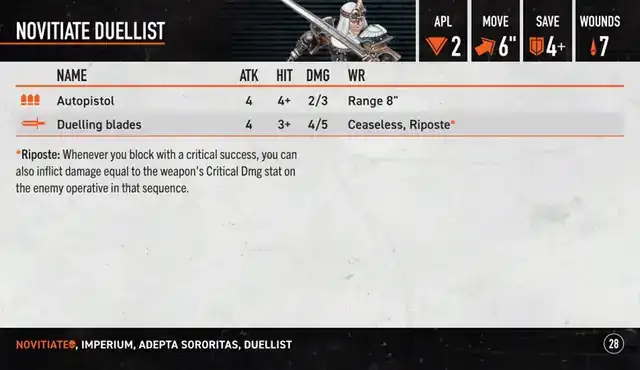 NOVITIATE DUELLIST
APL MOVE SAVE WOUNDS
2 6" 4+ 7
NAME ATK HIT DMG WR
Autopistol 4 4+ 2/3 Range 8"
Duelling blades 4 3+ 4/5 Ceaseless, Riposte*
*Riposte: Whenever you block with a critical success, you can
also inflict damage equal to the weapon's Critical Dmg stat on
the enemy operative in that sequence.
NOVITIATE, IMPERIUM, ADEPTA SORORITAS, DUELLIST
28